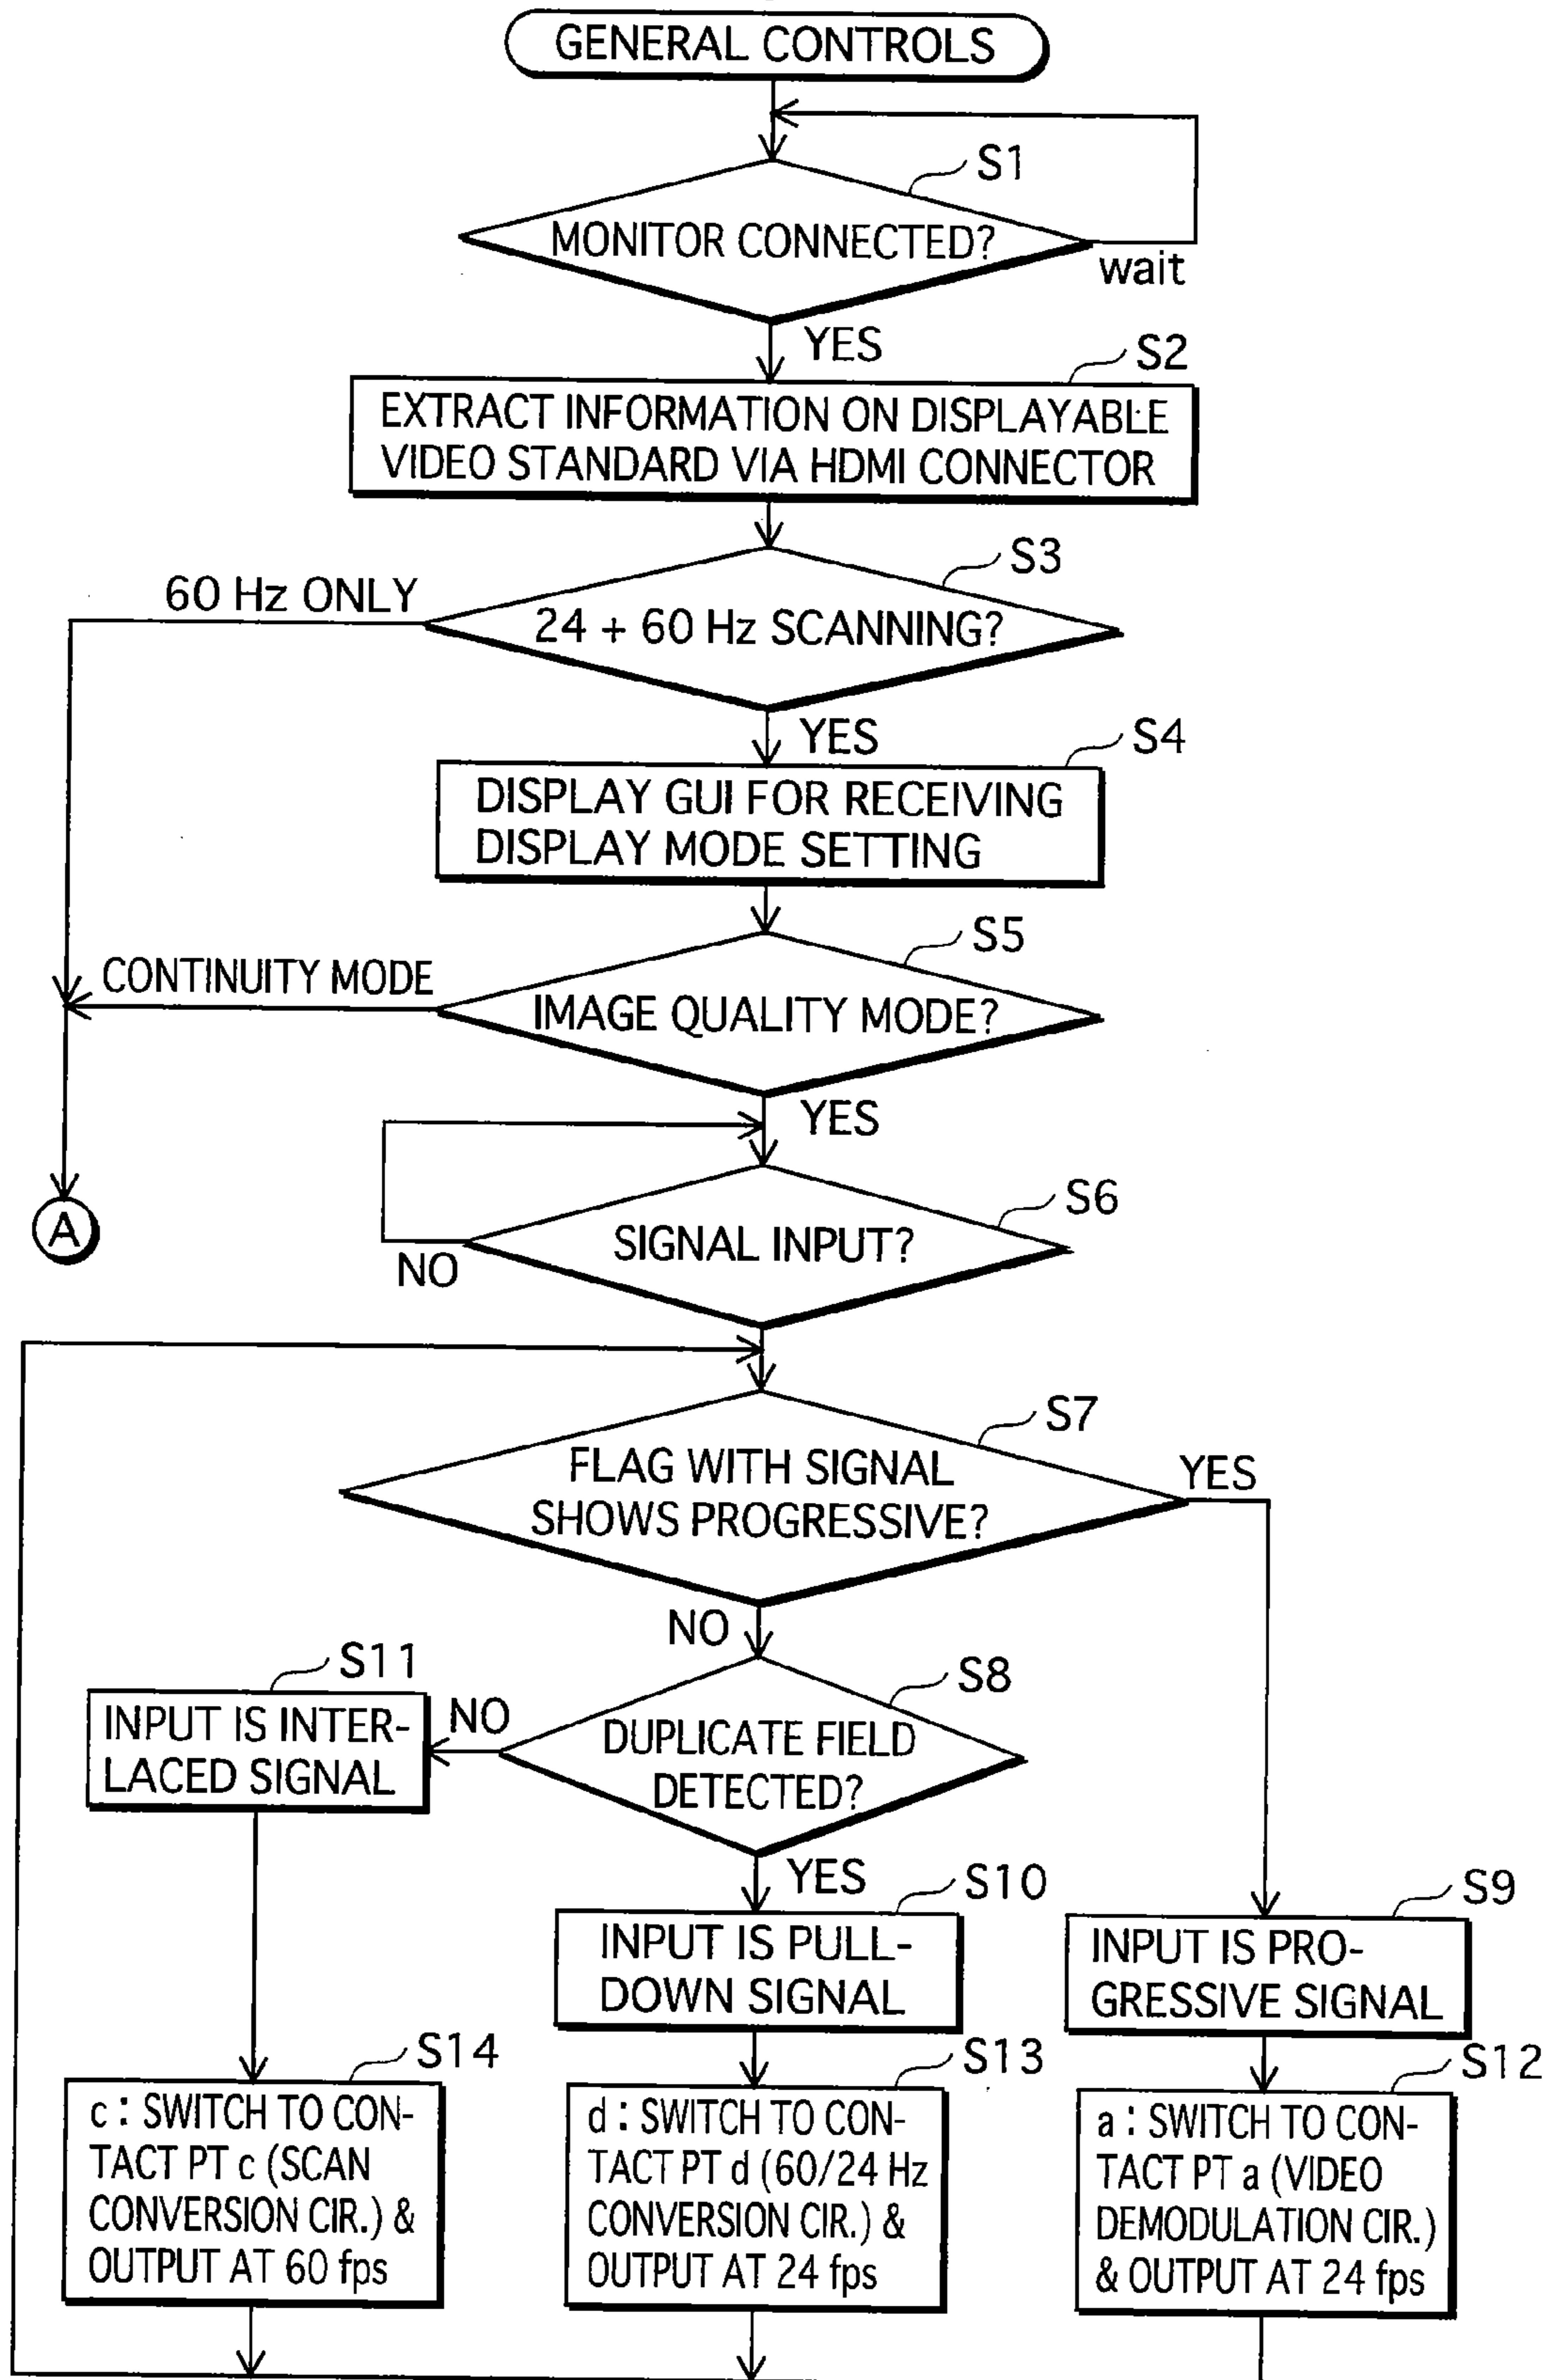 GENERAL CONTROLS
S1
MONITOR CONNECTED?
wait
YES
S2
EXTRACT INFORMATION ON DISPLAYABLE
VIDEO STANDARD VIA HDMI CONNECTOR
S3
60 Hz ONLY
24 + 60 Hz SCANNING?
YES
S4
DISPLAY GUI FOR RECEIVING
DISPLAY MODE SETTING
S5
CONTINUITY MODE
IMAGE QUALITY MODE?
YES
S6
A
SIGNAL INPUT?
NO
S7
FLAG WITH SIGNAL
SHOWS PROGRESSIVE?
YES
NO
S11
S8
INPUT IS INTER-
LACED SIGNAL
NO
DUPLICATE FIELD
DETECTED?
YES
S10
S9
INPUT IS PULL-
DOWN SIGNAL
INPUT IS PRO-
GRESSIVE SIGNAL
S14
S13
S12
c : SWITCH TO CON-
TACT PT c (SCAN
CONVERSION CIR.) &
OUTPUT AT 60 fps
d : SWITCH TO CON-
TACT PT d (60/24 Hz
CONVERSION CIR.) &
OUTPUT AT 24 fps
a : SWITCH TO CON-
TACT PT a (VIDEO
DEMODULATION CIR.)
& OUTPUT AT 24 fps